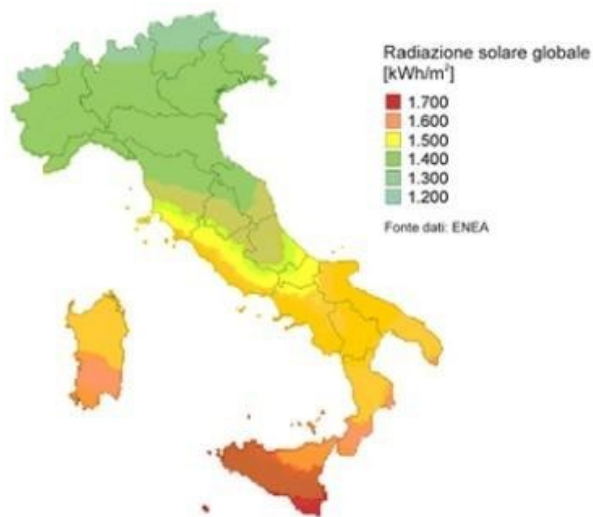 Radiazione solare globale
[kWh/m²]
1.700
1.600
1.500
1.400
1.300
1.200
Fonte dati: ENEA